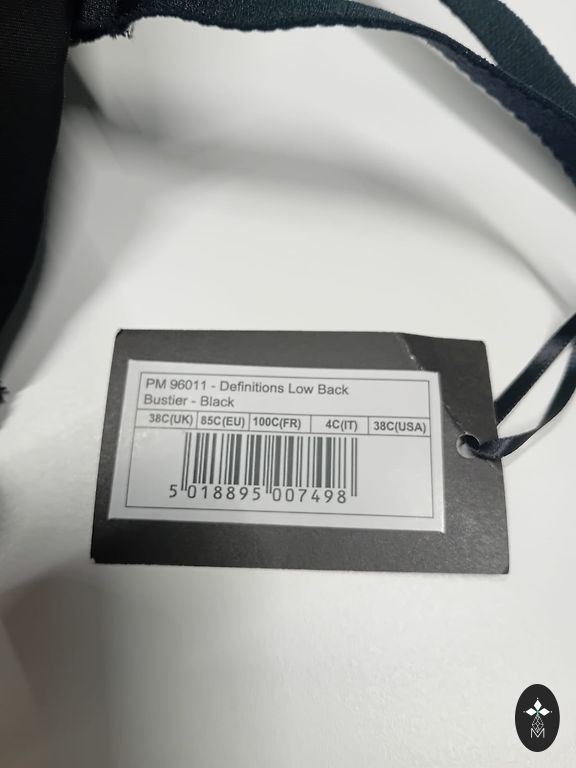 PM 96011 - Definitions Low Back
Bustier - Black
38C(UK) 85C(EU) 100C(FR) 4C(IT) 38C(USA)
5 018895 007498
M